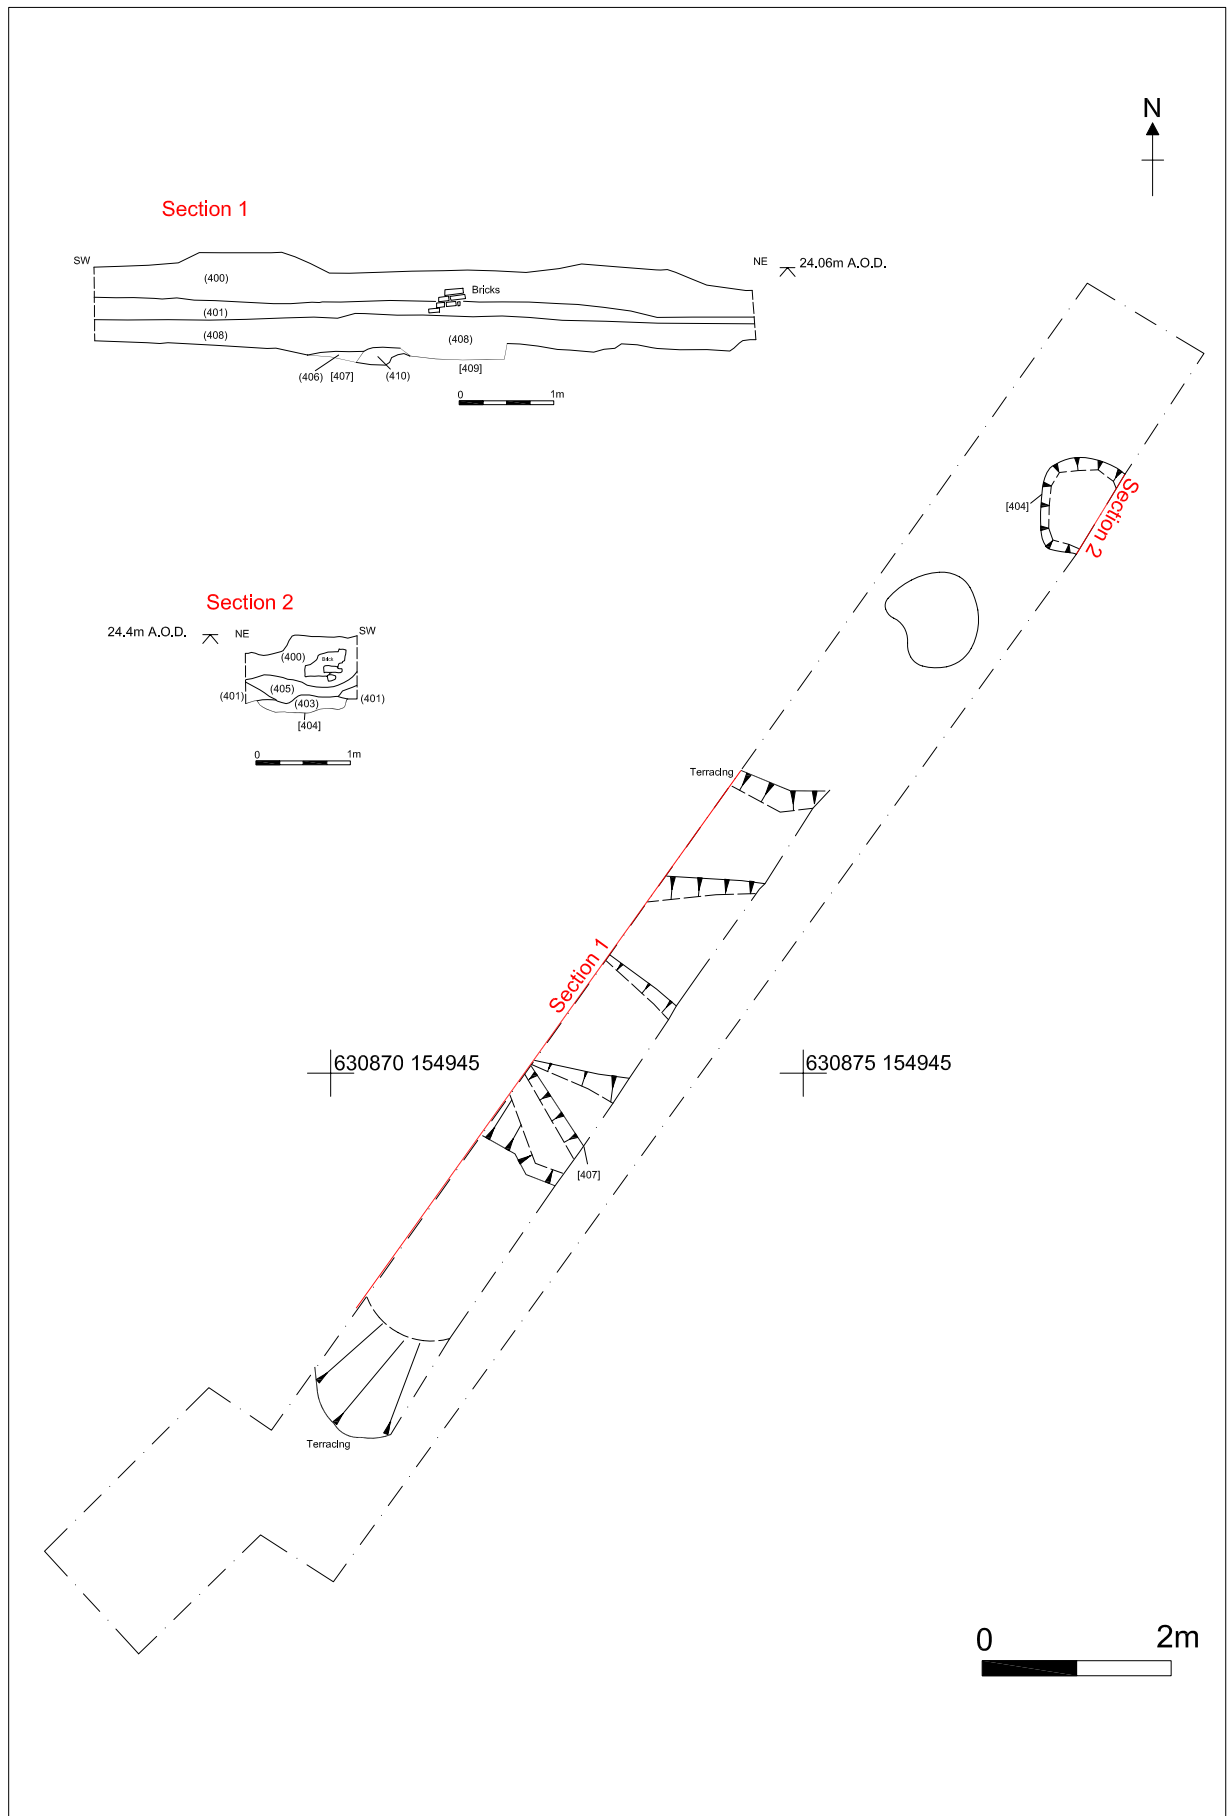 N
Section 1
SW
NE
24.06m A.O.D.
(400)
Bricks
(401)
(408)
(408)
(406) [407]
(410)
[409]
0 1m
[404]
Section 2
Section 2
24.4m A.O.D.
NE
SW
(400)
Brick
(405)
(401)
(403)
(401)
[404]
0 1m
Terracing
Section 1
630870 154945
630875 154945
[407]
Terracing
0 2m